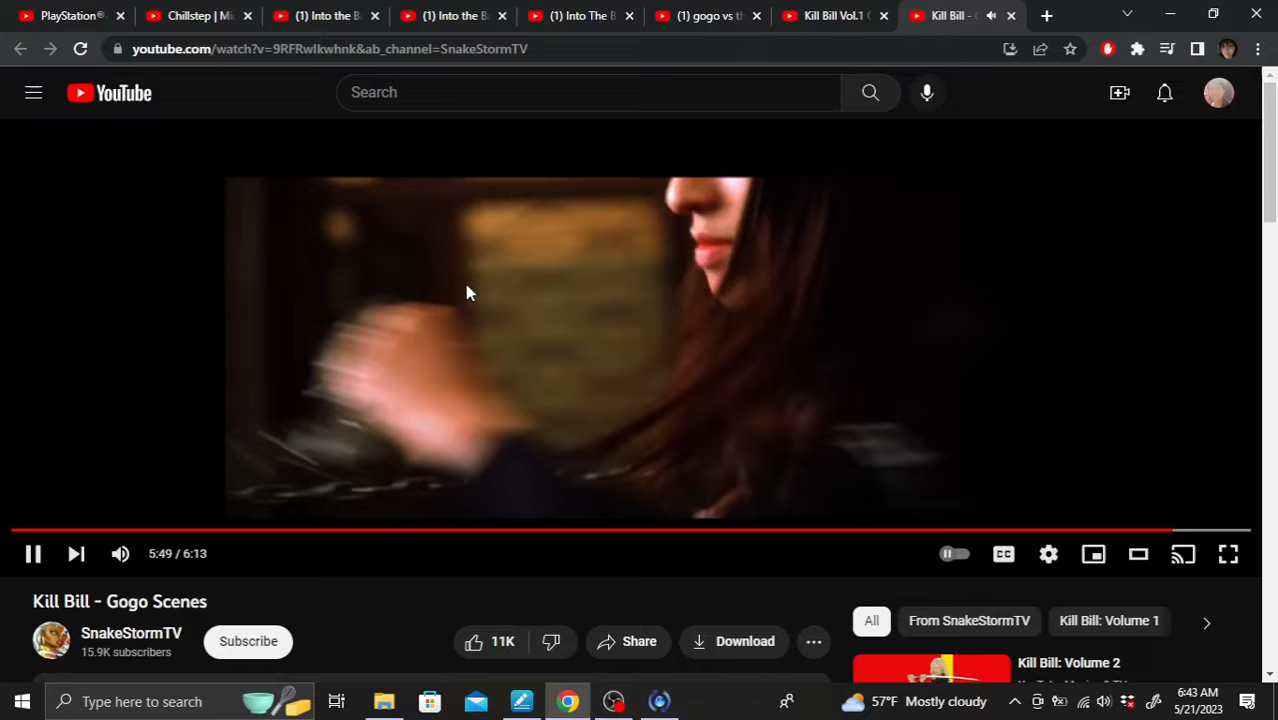 PlayStation®
Chillstep | Mi
(1) Into the B
(1) Into the B
(1) Into The B
(1) gogo vs th
Kill Bill Vol.1 (
Kill Bill -
youtube.com/watch?v=9RFRwlkwhnk&ab_channel=SnakeStormTV
YouTube
Search
5:49 / 6:13
CC
Kill Bill - Gogo Scenes
SnakeStormTV
15.9K subscribers
Subscribe
11K
Share
Download
All
From SnakeStormTV
Kill Bill: Volume 1
Kill Bill: Volume 2
Type here to search
57°F Mostly cloudy
6:43 AM
5/21/2023